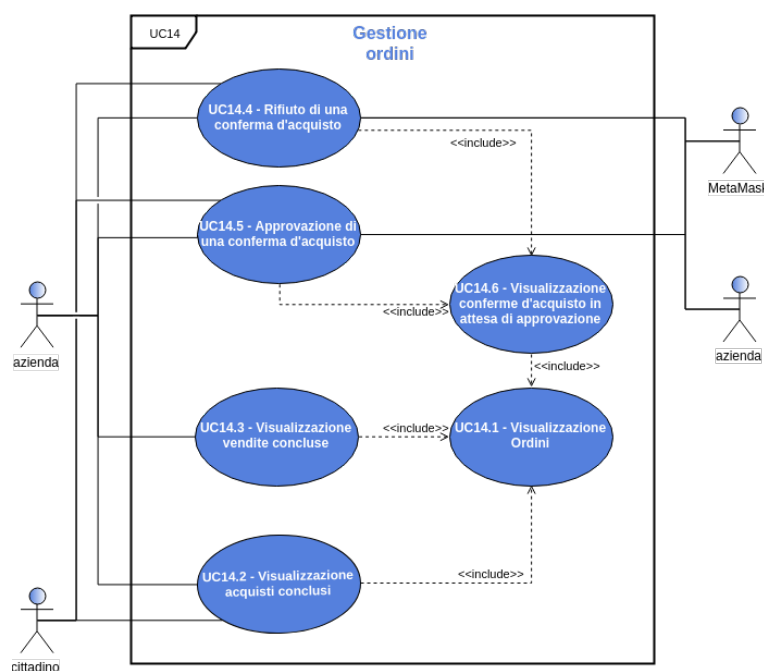 UC14
Gestione
ordini
UC14.4 - Rifiuto di una
conferma d'acquisto
<<include>>
MetaMask
UC14.5 - Approvazione di
una conferma d'acquisto
UC14.6 - Visualizzazione
conferme d'acquisto in
attesa di approvazione
<<include>>
azienda
azienda
<<include>>
UC14.3 - Visualizzazione
vendite concluse
<<include>>
UC14.1 - Visualizzazione
Ordini
UC14.2 - Visualizzazione
acquisti conclusi
<<include>>
cittadino